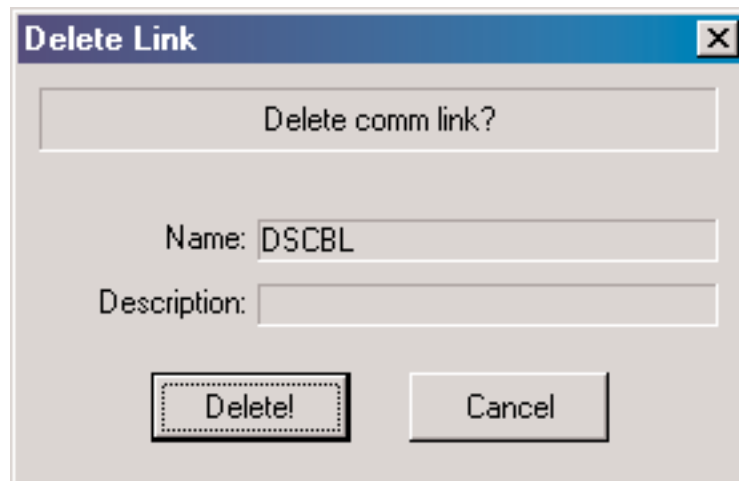 Delete Link
Delete comm link?
Name: DSCBL
Description:
Delete! Cancel